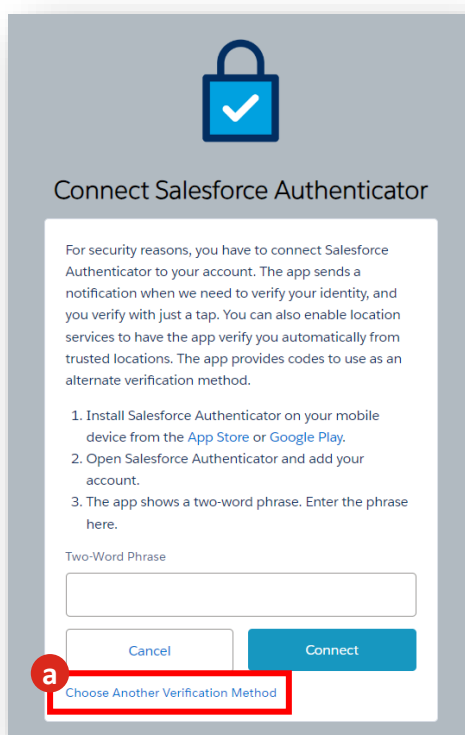 Connect Salesforce Authenticator
For security reasons, you have to connect Salesforce
Authenticator to your account. The app sends a
notification when we need to verify your identity, and
you verify with just a tap. You can also enable location
services to have the app verify you automatically from
trusted locations. The app provides codes to use as an
alternate verification method.
1. Install Salesforce Authenticator on your mobile
device from the App Store or Google Play.
2. Open Salesforce Authenticator and add your
account.
3. The app shows a two-word phrase. Enter the phrase
here.
Two-Word Phrase
Cancel Connect
a
Choose Another Verification Method